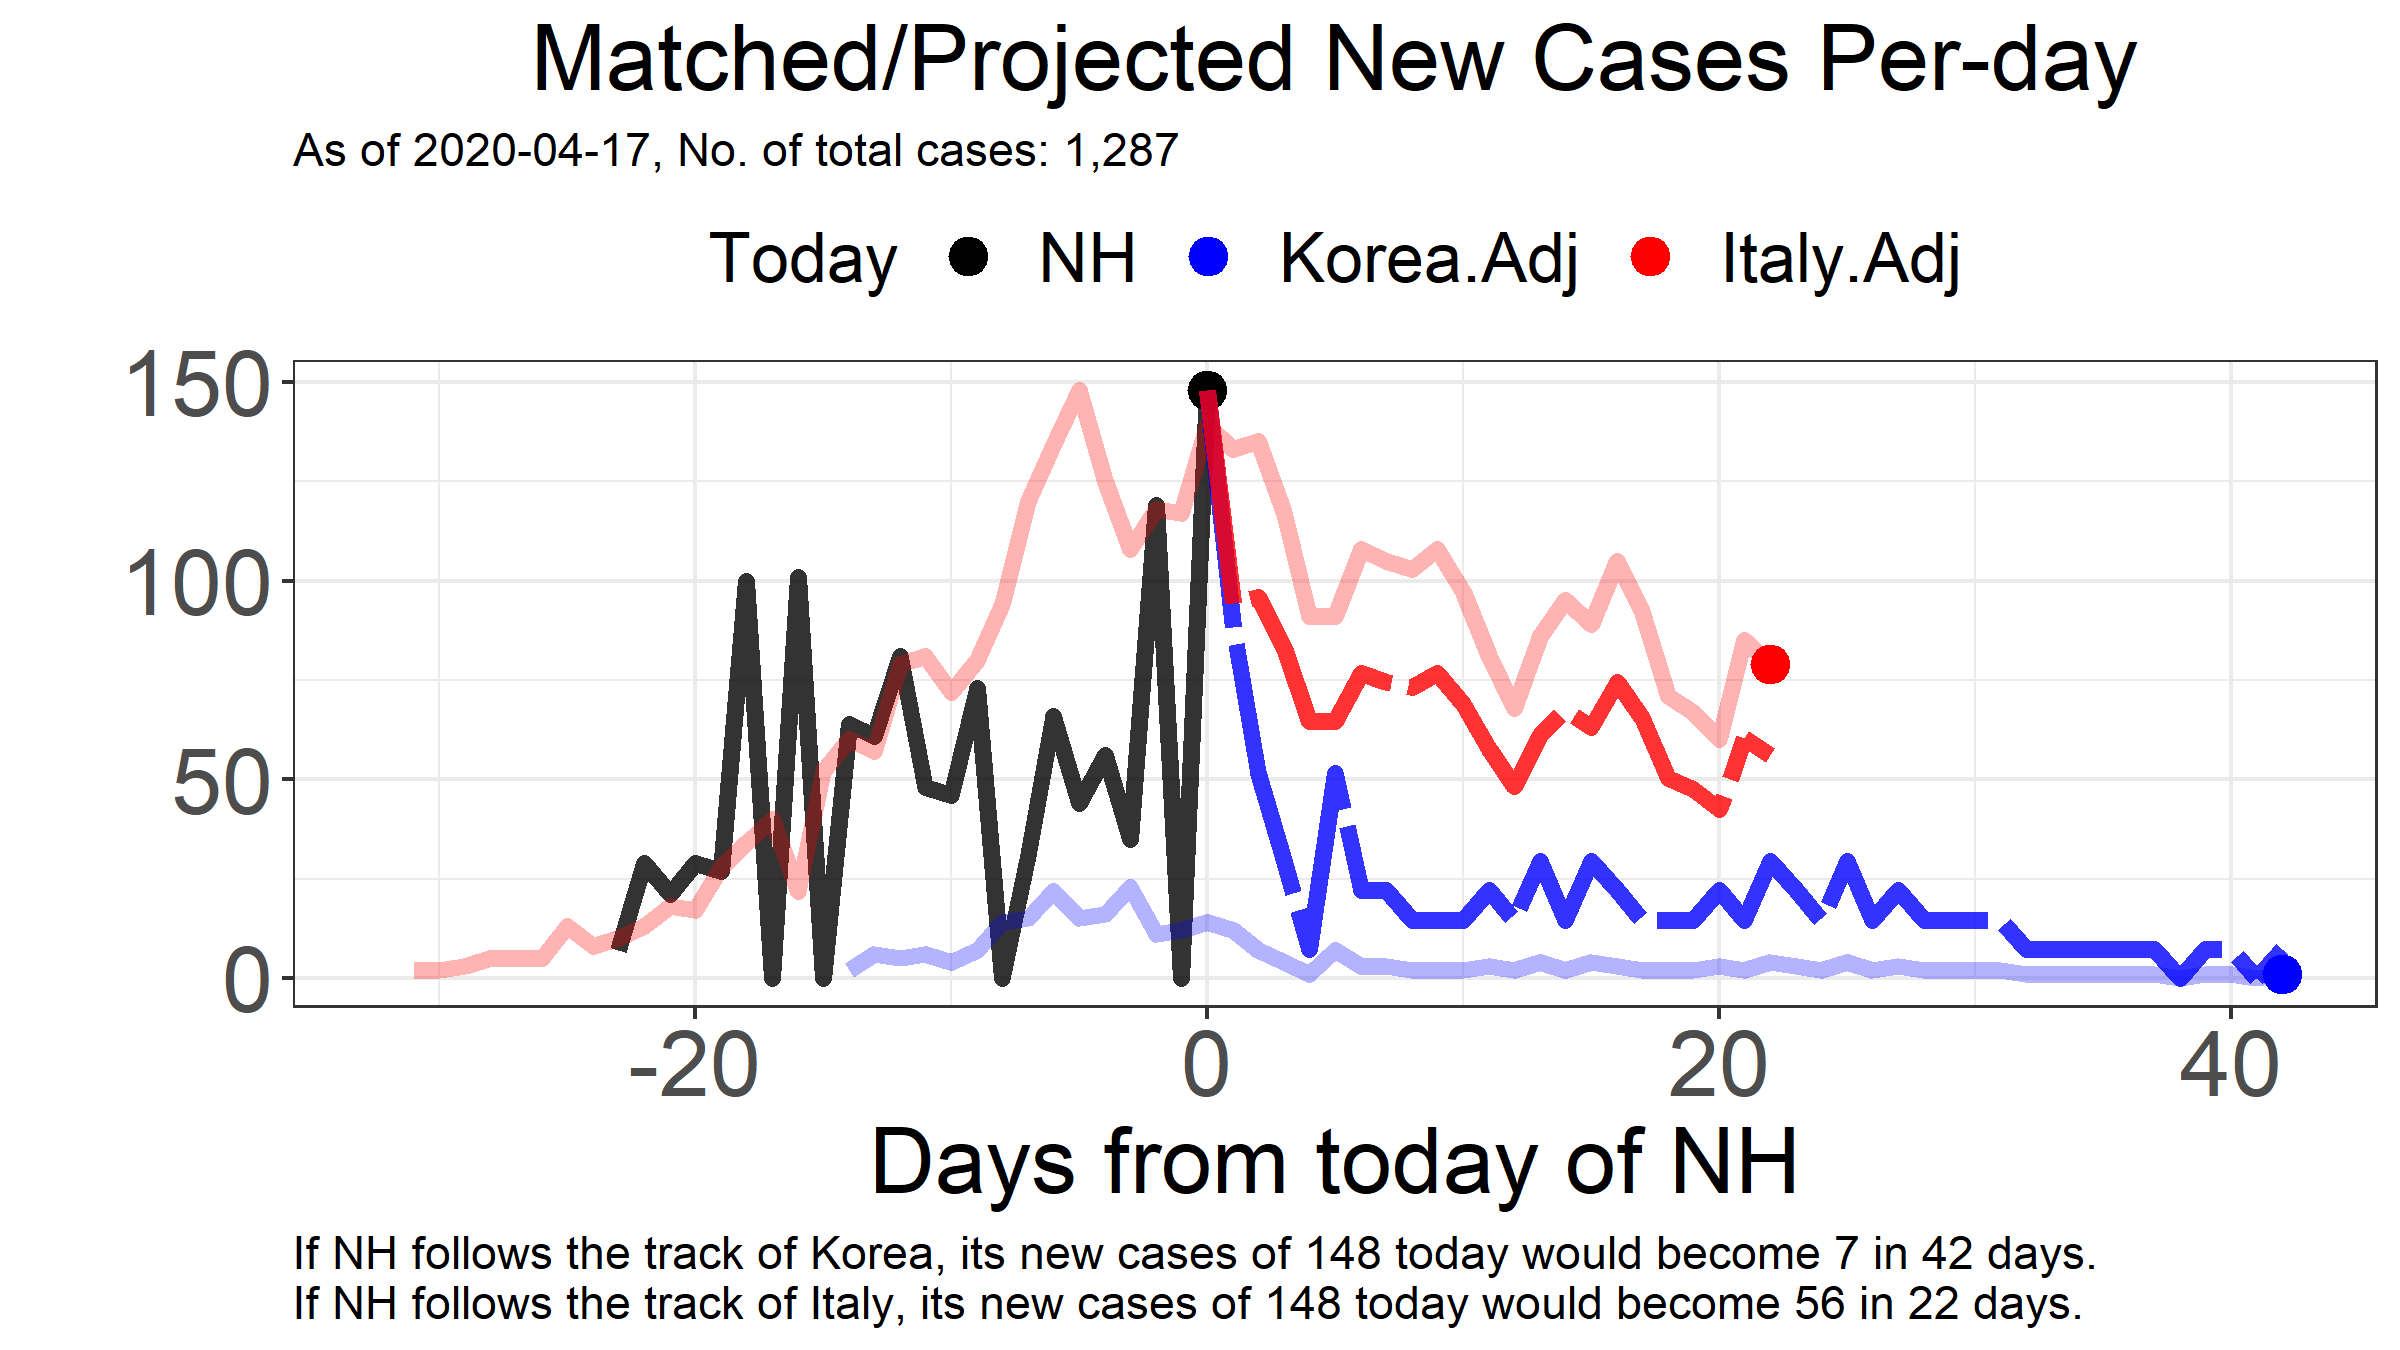 Matched/Projected New Cases Per-day
As of 2020-04-17, No. of total cases: 1,287
Today NH Korea.Adj Italy.Adj
150
100
50
0
-20 0 20 40
Days from today of NH
If NH follows the track of Korea, its new cases of 148 today would become 7 in 42 days.
If NH follows the track of Italy, its new cases of 148 today would become 56 in 22 days.